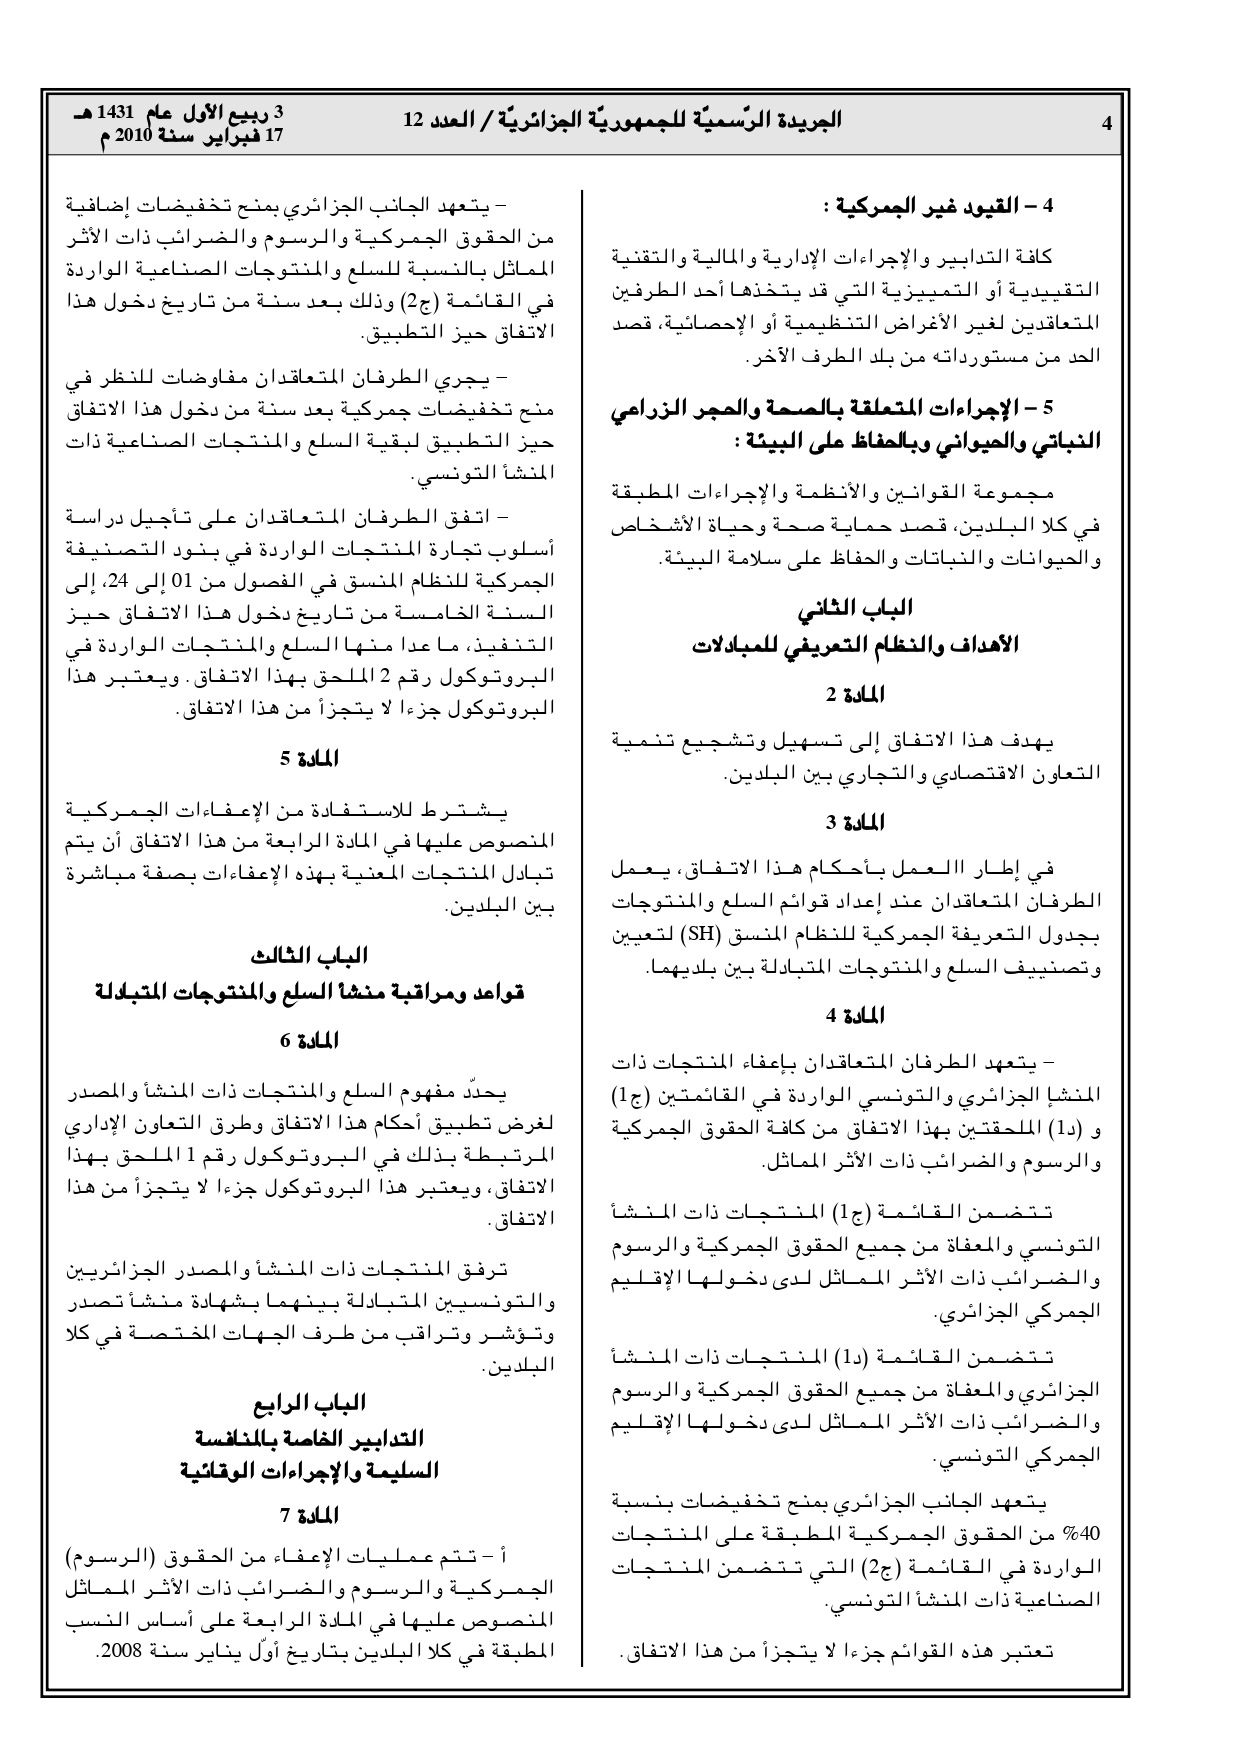 4
الجريدة الرّسميّة للجمهوريّة الجزائريّة / العدد 12
3 ربيع الأول عام 1431 هـ
17 فبراير سنة 2010 م
4 – القيود غير الجمركية :
كافة التدابير والإجراءات الإدارية والمالية والتقنية
التقييدية أو التمييزية التي قد يتخذها أحد الطرفين
المتعاقدين لغير الأغراض التنظيمية أو الإحصائية، قصد
الحد من مستورداته من بلد الطرف الآخر.
5 – الإجراءات المتعلقة بالصحة والحجر الزراعي
النباتي والحيواني وبالحفاظ على البيئة :
مجموعة القوانين والأنظمة والإجراءات المطبقة
في كلا البلدين، قصد حماية صحة وحياة الأشخاص
والحيوانات والنباتات والحفاظ على سلامة البيئة.
الباب الثاني
الأهداف والنظام التعريفي للمبادلات
المادة 2
يهدف هذا الاتفاق إلى تسهيل وتشجيع تنمية
التعاون الاقتصادي والتجاري بين البلدين.
المادة 3
في إطار االعمل بأحكام هذا الاتفاق، يعمل
الطرفان المتعاقدان عند إعداد قوائم السلع والمنتوجات
بجدول التعريفة الجمركية للنظام المنسق (SH) لتعيين
وتصنييف السلع والمنتوجات المتبادلة بين بلديهما.
المادة 4
– يتعهد الطرفان المتعاقدان بإعفاء المنتجات ذات
المنشإ الجزائري والتونسي الواردة في القائمتين (ج1)
و (د1) الملحقتين بهذا الاتفاق من كافة الحقوق الجمركية
والرسوم والضرائب ذات الأثر المماثل.
تتضمن القائمة (ج1) المنتجات ذات المنشأ
التونسي والمعفاة من جميع الحقوق الجمركية والرسوم
والضرائب ذات الأثر المماثل لدى دخولها الإقليم
الجمركي الجزائري.
تتضمن القائمة (د1) المنتجات ذات المنشأ
الجزائري والمعفاة من جميع الحقوق الجمركية والرسوم
والضرائب ذات الأثر المماثل لدى دخولها الإقليم
الجمركي التونسي.
يتعهد الجانب الجزائري بمنح تخفيضات بنسبة
40% من الحقوق الجمركية المطبقة على المنتجات
الواردة في القائمة (ج2) التي تتضمن المنتجات
الصناعية ذات المنشأ التونسي.
تعتبر هذه القوائم جزءا لا يتجزأ من هذا الاتفاق.
– يتعهد الجانب الجزائري بمنح تخفيضات إضافية
من الحقوق الجمركية والرسوم والضرائب ذات الأثر
المماثل بالنسبة للسلع والمنتوجات الصناعية الواردة
في القائمة (ج2) وذلك بعد سنة من تاريخ دخول هذا
الاتفاق حيز التطبيق.
– يجري الطرفان المتعاقدان مفاوضات للنظر في
منح تخفيضات جمركية بعد سنة من دخول هذا الاتفاق
حيز التطبيق لبقية السلع والمنتجات الصناعية ذات
المنشأ التونسي.
– اتفق الطرفان المتعاقدان على تأجيل دراسة
أسلوب تجارة المنتجات الواردة في بنود التصنيفة
الجمركية للنظام المنسق في الفصول من 01 إلى 24، إلى
السنة الخامسة من تاريخ دخول هذا الاتفاق حيز
التنفيذ، ما عدا منها السلع والمنتجات الواردة في
البروتوكول رقم 2 الملحق بهذا الاتفاق. ويعتبر هذا
البروتوكول جزءا لا يتجزأ من هذا الاتفاق.
المادة 5
يشترط للاستفادة من الإعفاءات الجمركية
المنصوص عليها في المادة الرابعة من هذا الاتفاق أن يتم
تبادل المنتجات المعنية بهذه الإعفاءات بصفة مباشرة
بين البلدين.
الباب الثالث
قواعد ومراقبة منشأ السلع والمنتوجات المتبادلة
المادة 6
يحدّد مفهوم السلع والمنتجات ذات المنشأ والمصدر
لغرض تطبيق أحكام هذا الاتفاق وطرق التعاون الإداري
المرتبطة بذلك في البروتوكول رقم 1 الملحق بهذا
الاتفاق، ويعتبر هذا البروتوكول جزءا لا يتجزأ من هذا
الاتفاق.
ترفق المنتجات ذات المنشأ والمصدر الجزائريين
والتونسيين المتبادلة بينهما بشهادة منشأ تصدر
وتؤشر وتراقب من طرف الجهات المختصة في كلا
البلدين.
الباب الرابع
التدابير الخاصة بالمنافسة
السليمة والإجراءات الوقائية
المادة 7
أ – تتم عمليات الإعفاء من الحقوق (الرسوم)
الجمركية والرسوم والضرائب ذات الأثر المماثل
المنصوص عليها في المادة الرابعة على أساس النسب
المطبقة في كلا البلدين بتاريخ أوّل يناير سنة 2008.